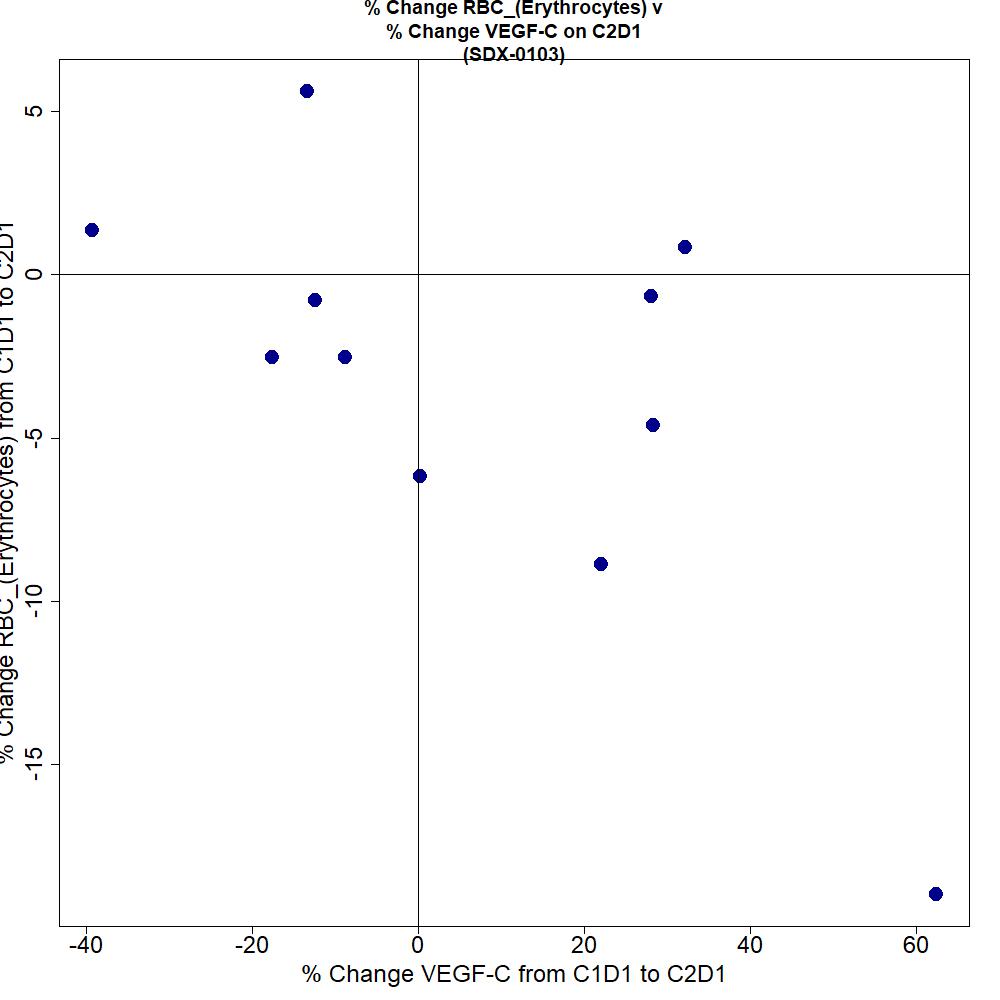 % Change RBC_(Erythrocytes) v
% Change VEGF-C on C2D1
(SDX-0103)
% Change RBC_(Erythrocytes) from C1D1 to C2D1
5
0
-5
-10
-15
-40
-20
0
20
40
60
% Change VEGF-C from C1D1 to C2D1